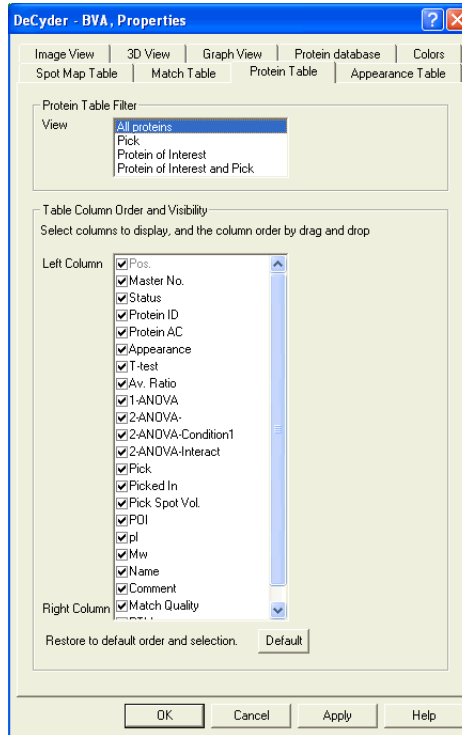 DeCyder - BVA, Properties
Image View 3D View Graph View Protein database Colors
Spot Map Table Match Table Protein Table Appearance Table
Protein Table Filter
View
All proteins
Pick
Protein of Interest
Protein of Interest and Pick
Table Column Order and Visibility
Select columns to display, and the column order by drag and drop
Left Column
Pos.
Master No.
Status
Protein ID
Protein AC
Appearance
T-test
Av. Ratio
1-ANOVA
2-ANOVA-
2-ANOVA-Condition1
2-ANOVA-Interact
Pick
Picked In
Pick Spot Vol.
POI
pI
Mw
Name
Comment
Right Column Match Quality
Restore to default order and selection. Default
OK Cancel Apply Help